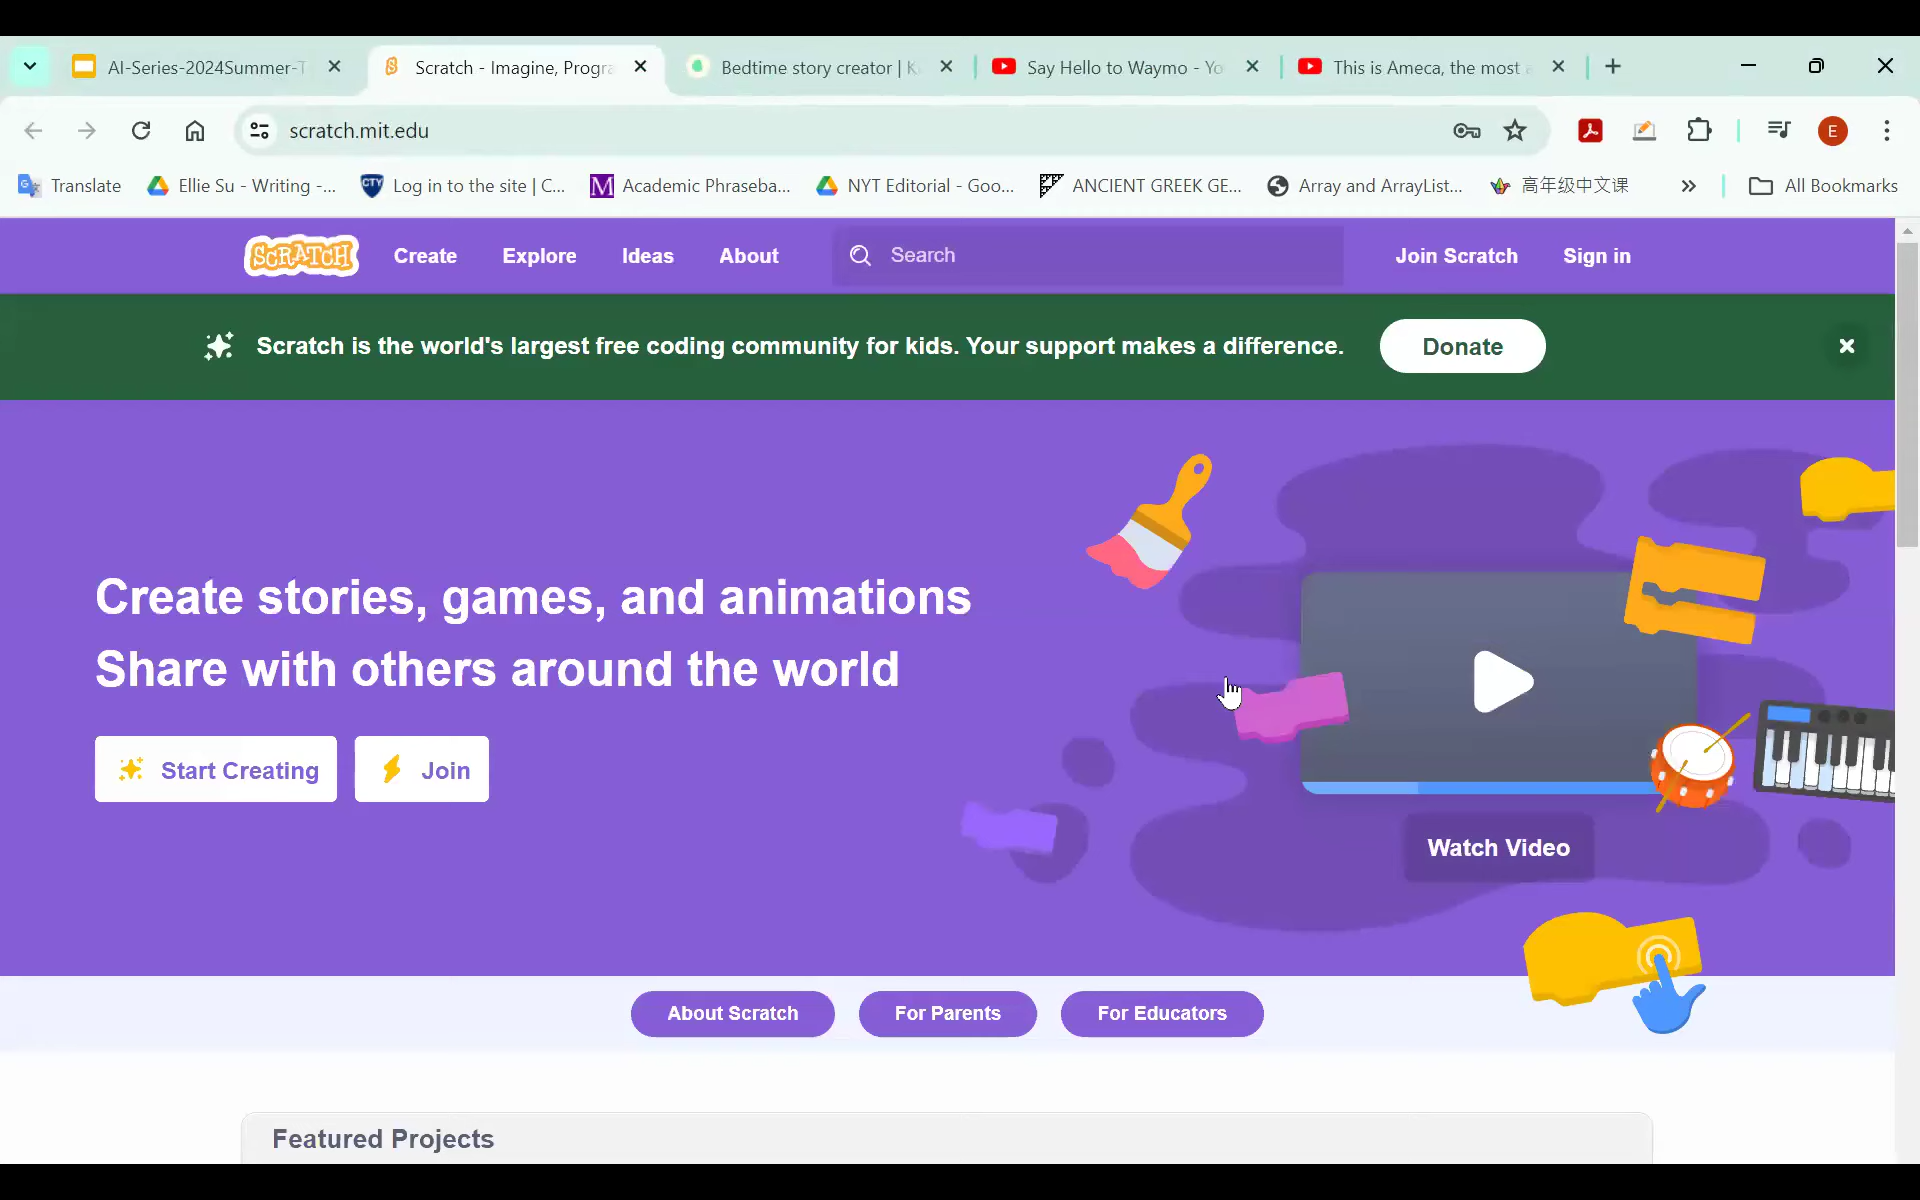 AI-Series-2024Summer-T
Scratch - Imagine, Progra
Bedtime story creator | K
Say Hello to Waymo - Yo
This is Ameca, the most a
scratch.mit.edu
E
Translate
Ellie Su - Writing -...
CTY
Log in to the site | C...
M
Academic Phraseba...
NYT Editorial - Goo...
ANCIENT GREEK GE...
Array and ArrayList...
高年级中文课
All Bookmarks
SCRATCH
Create
Explore
Ideas
About
Search
Join Scratch
Sign in
Scratch is the world's largest free coding community for kids. Your support makes a difference.
Donate
Create stories, games, and animations
Share with others around the world
Start Creating
Join
Watch Video
About Scratch
For Parents
For Educators
Featured Projects